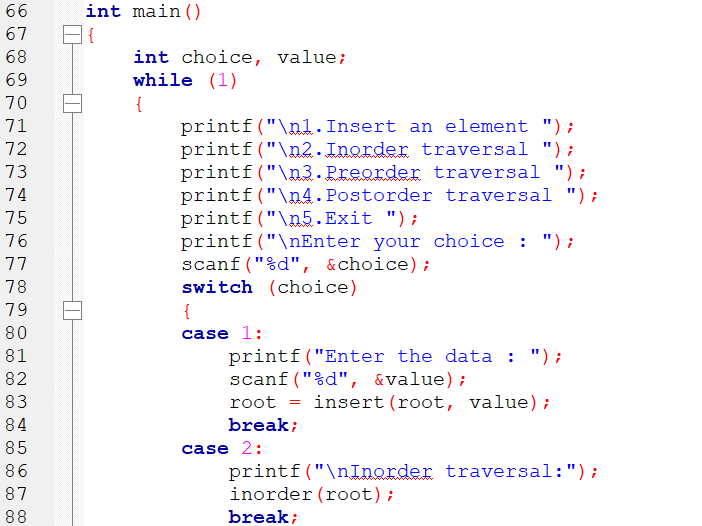 66 int main()
67 {
68 int choice, value;
69 while (1)
70 {
71 printf("\n1.Insert an element ");
72 printf("\n2.Inorder traversal ");
73 printf("\n3.Preorder traversal ");
74 printf("\n4.Postorder traversal ");
75 printf("\n5.Exit ");
76 printf("\nEnter your choice : ");
77 scanf("%d", &choice);
78 switch (choice)
79 {
80 case 1:
81 printf("Enter the data : ");
82 scanf("%d", &value);
83 root = insert(root, value);
84 break;
85 case 2:
86 printf("\nInorder traversal:");
87 inorder(root);
88 break;